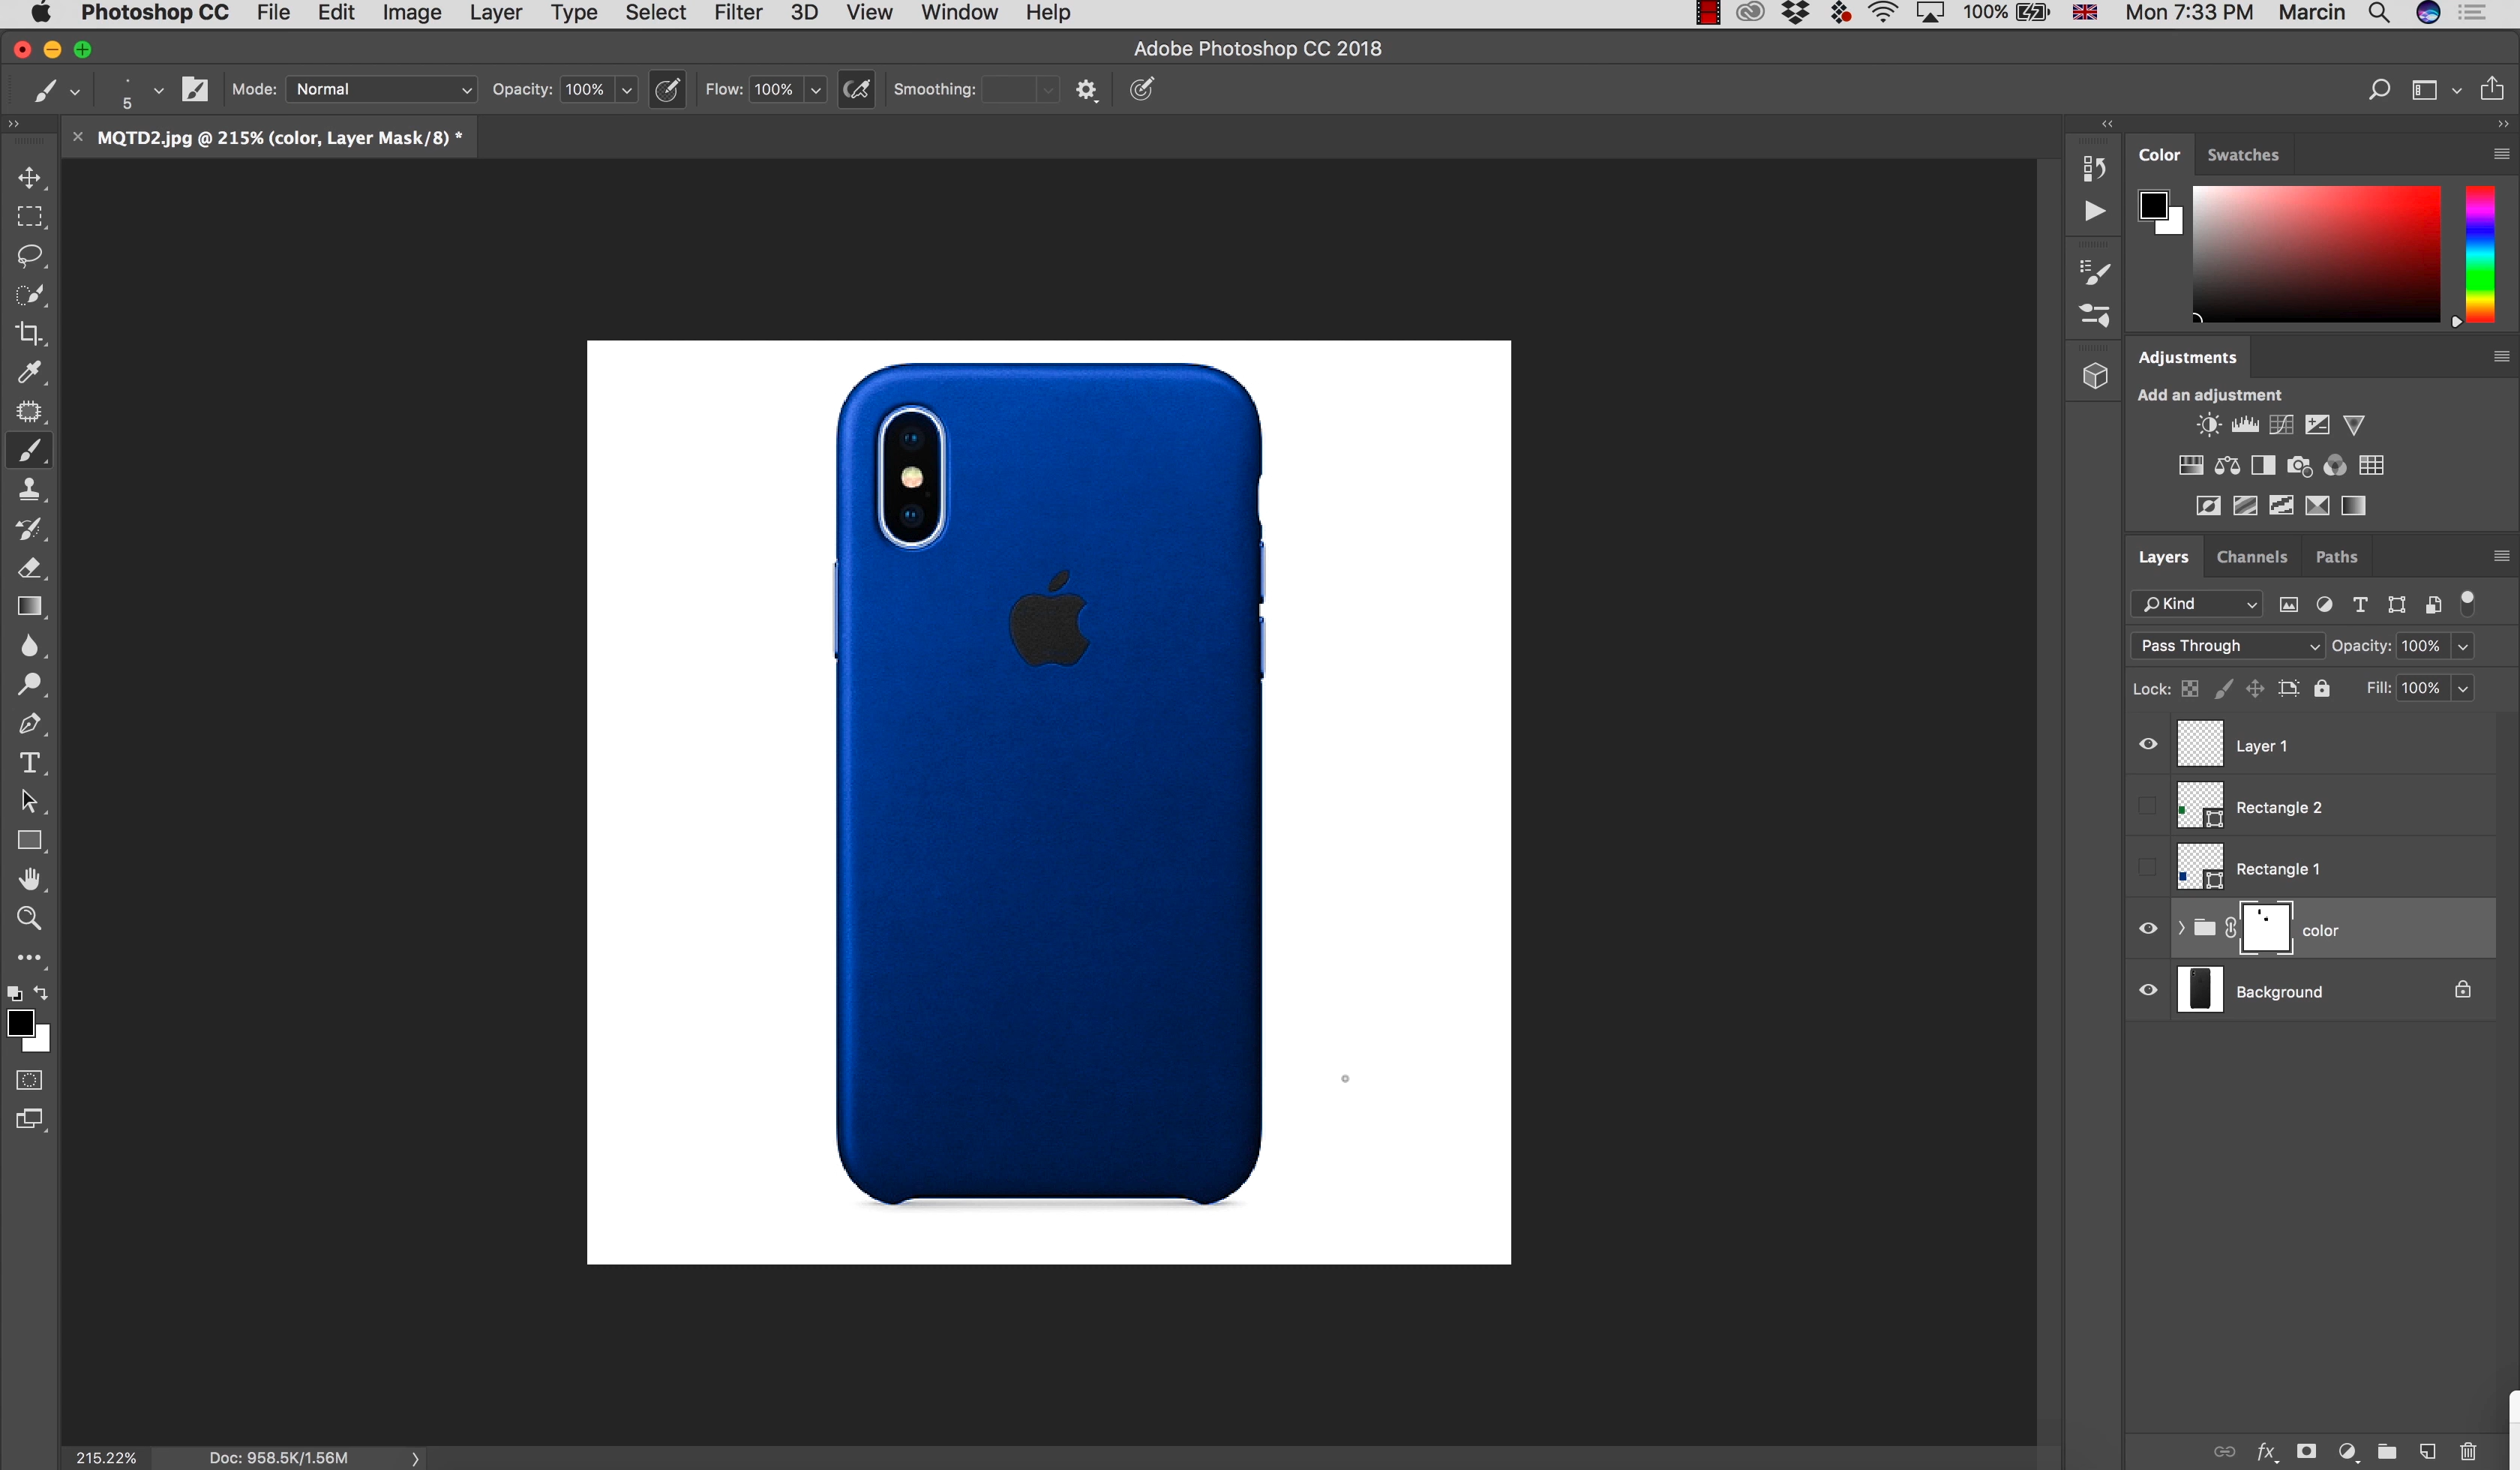 Photoshop CC File Edit Image Layer Type Select Filter 3D View Window Help 100% Mon 7:33 PM Marcin
Adobe Photoshop CC 2018
5 Mode: Normal Opacity: 100% Flow: 100% Smoothing:
MQTD2.jpg @ 215% (color, Layer Mask/8) *
Color Swatches
Adjustments
Add an adjustment
Layers Channels Paths
Kind
Pass Through Opacity: 100%
Lock: Fill: 100%
Layer 1
Rectangle 2
Rectangle 1
color
Background
215.22% Doc: 958.5K/1.56M
fx